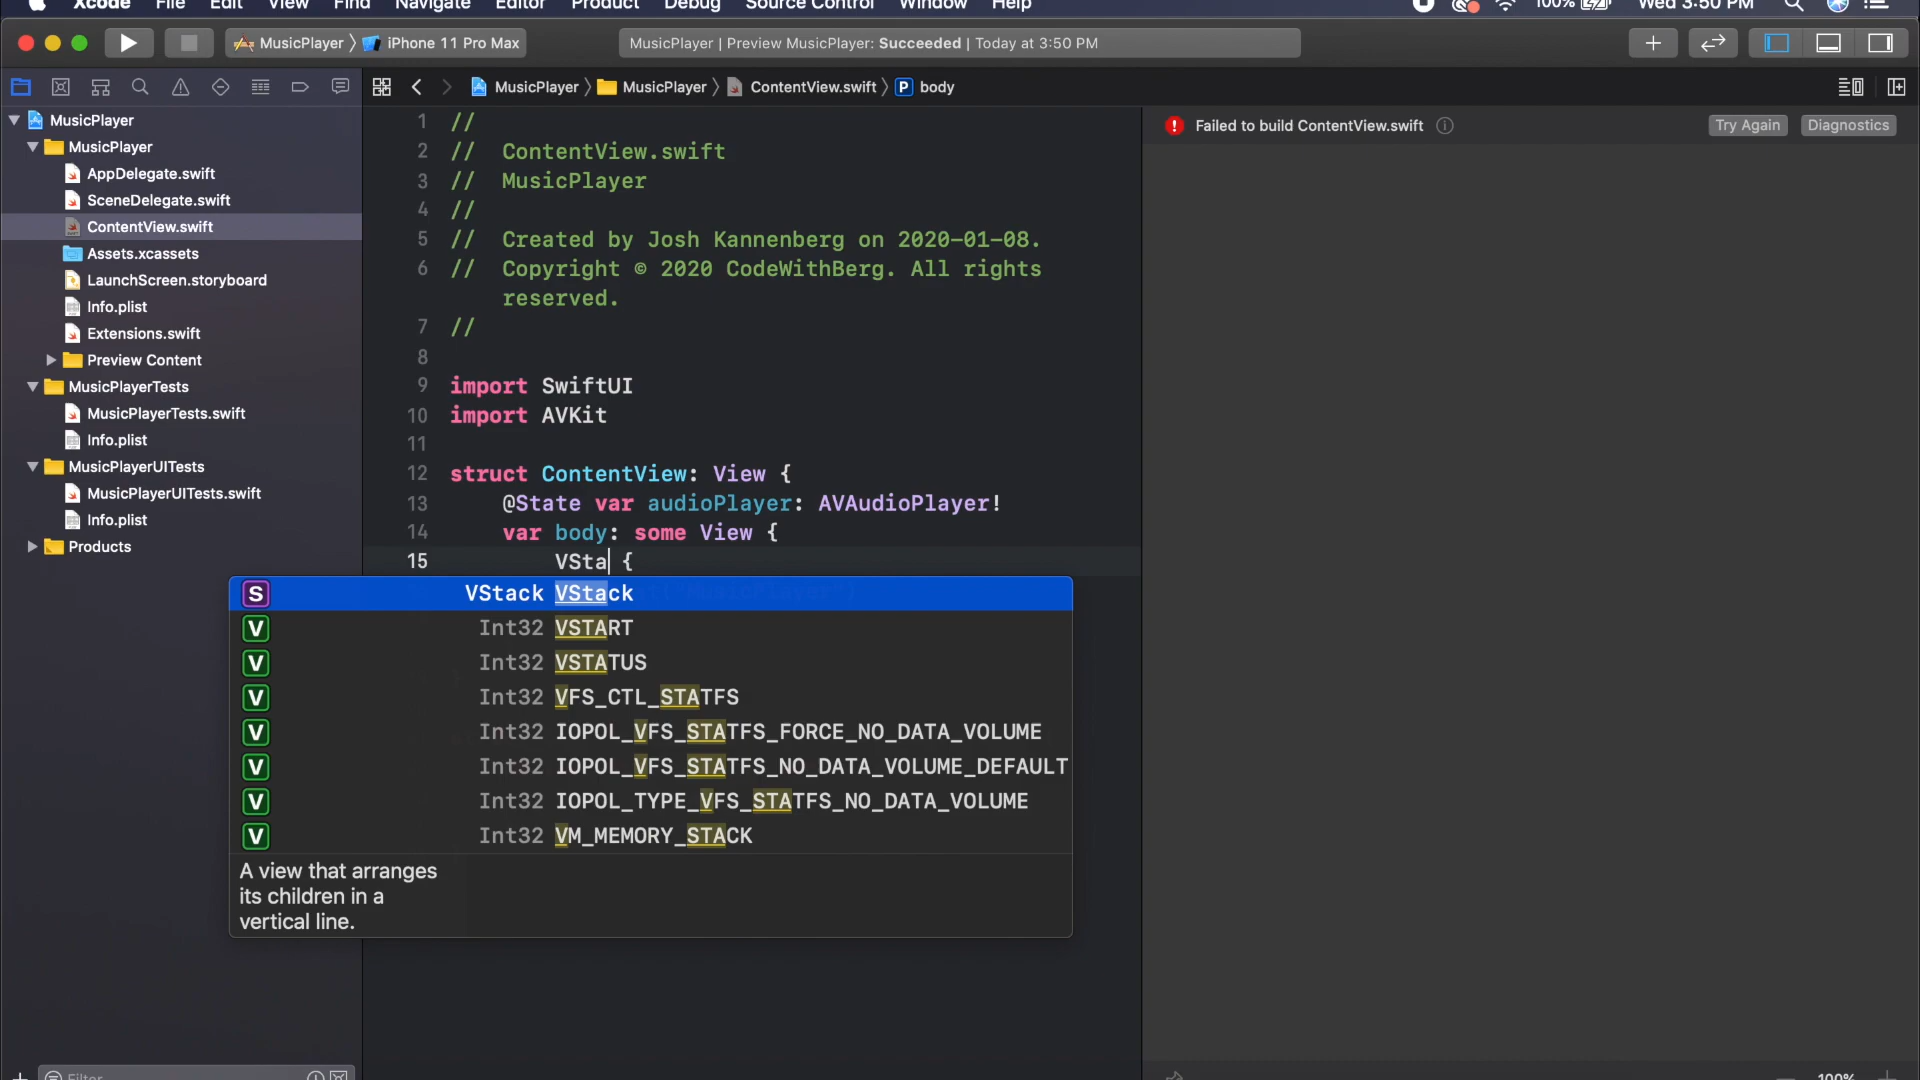 Xcode File Edit View Find Navigate Editor Product Debug Source Control Window Help 100% Wed 3:50 PM
MusicPlayer iPhone 11 Pro Max MusicPlayer | Preview MusicPlayer: Succeeded | Today at 3:50 PM
MusicPlayer MusicPlayer ContentView.swift P body
MusicPlayer
MusicPlayer
AppDelegate.swift
SceneDelegate.swift
ContentView.swift
Assets.xcassets
LaunchScreen.storyboard
Info.plist
Extensions.swift
Preview Content
MusicPlayerTests
MusicPlayerTests.swift
Info.plist
MusicPlayerUITests
MusicPlayerUITests.swift
Info.plist
Products
Filter
1 //
2 // ContentView.swift
3 // MusicPlayer
4 //
5 // Created by Josh Kannenberg on 2020-01-08.
6 // Copyright © 2020 CodeWithBerg. All rights
reserved.
7 //
8
9 import SwiftUI
10 import AVKit
11
12 struct ContentView: View {
13 @State var audioPlayer: AVAudioPlayer!
14 var body: some View {
15 VSta {
S VStack VStack
V Int32 VSTART
V Int32 VSTATUS
V Int32 VFS_CTL_STATFS
V Int32 IOPOL_VFS_STATFS_FORCE_NO_DATA_VOLUME
V Int32 IOPOL_VFS_STATFS_NO_DATA_VOLUME_DEFAULT
V Int32 IOPOL_TYPE_VFS_STATFS_NO_DATA_VOLUME
V Int32 VM_MEMORY_STACK
A view that arranges
its children in a
vertical line.
Failed to build ContentView.swift Try Again Diagnostics
100%